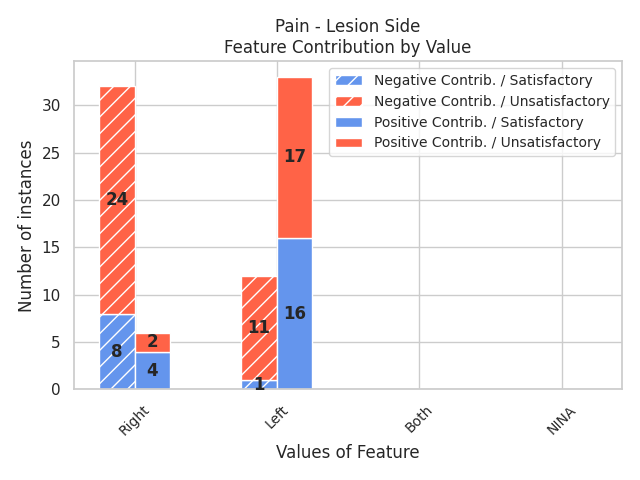 Pain - Lesion Side
Feature Contribution by Value
Negative Contrib. / Satisfactory
Negative Contrib. / Unsatisfactory
Positive Contrib. / Satisfactory
Positive Contrib. / Unsatisfactory
Number of instances
30
25
20
15
10
5
0
24
8
2
4
11
1
17
16
Right
Left
Both
NINA
Values of Feature